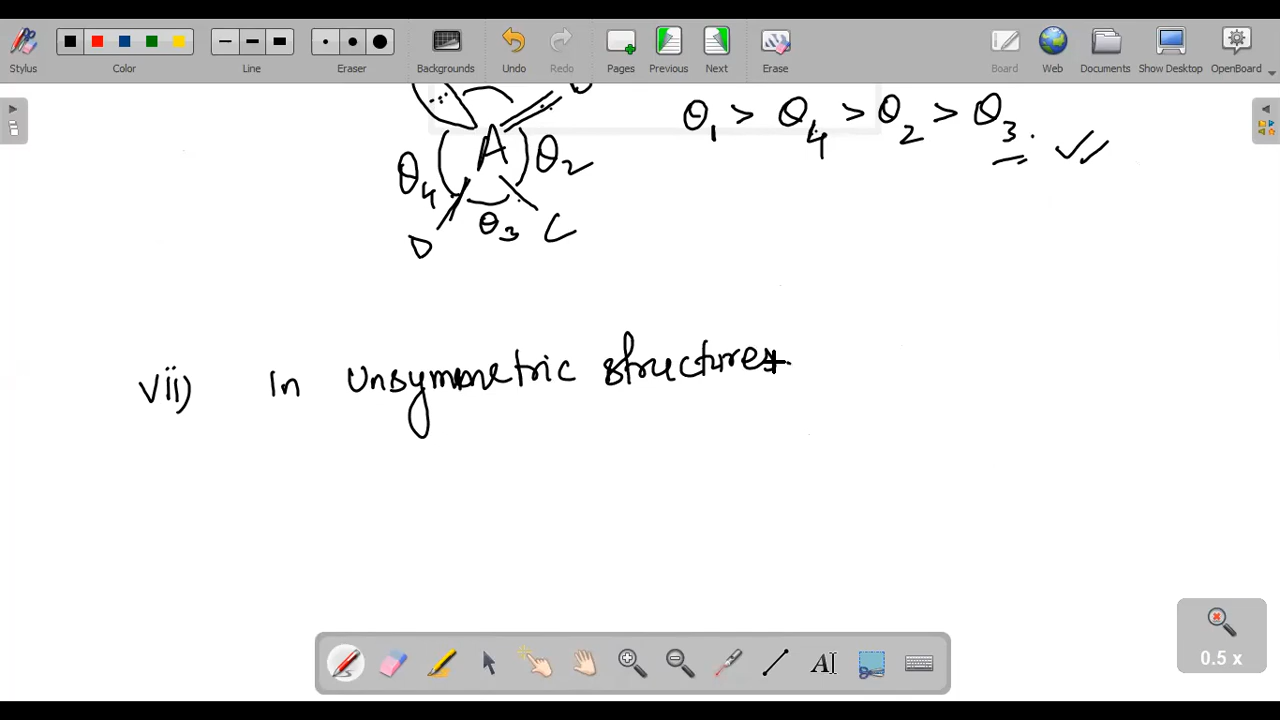 Stylus Color Line Eraser Backgrounds Undo Redo Pages Previous Next Erase Board Web Documents Show Desktop OpenBoard
θ1 > θ4 > θ2 > θ3.
A
θ4 θ2
θ3
D C
vii) In Unsymmetric structure
0.5 x